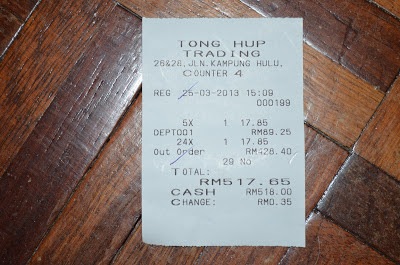 TONG HUP
TRADING
26&28,JLN.KAMPUNG HULU,
COUNTER 4
REG 25-03-2013 15:09
000199
5X 1 17.85
DEPT001 RM89.25
24X 1 17.85
Out Order RM428.40
29 No
TOTAL:
RM517.65
CASH RM518.00
CHANGE: RM0.35